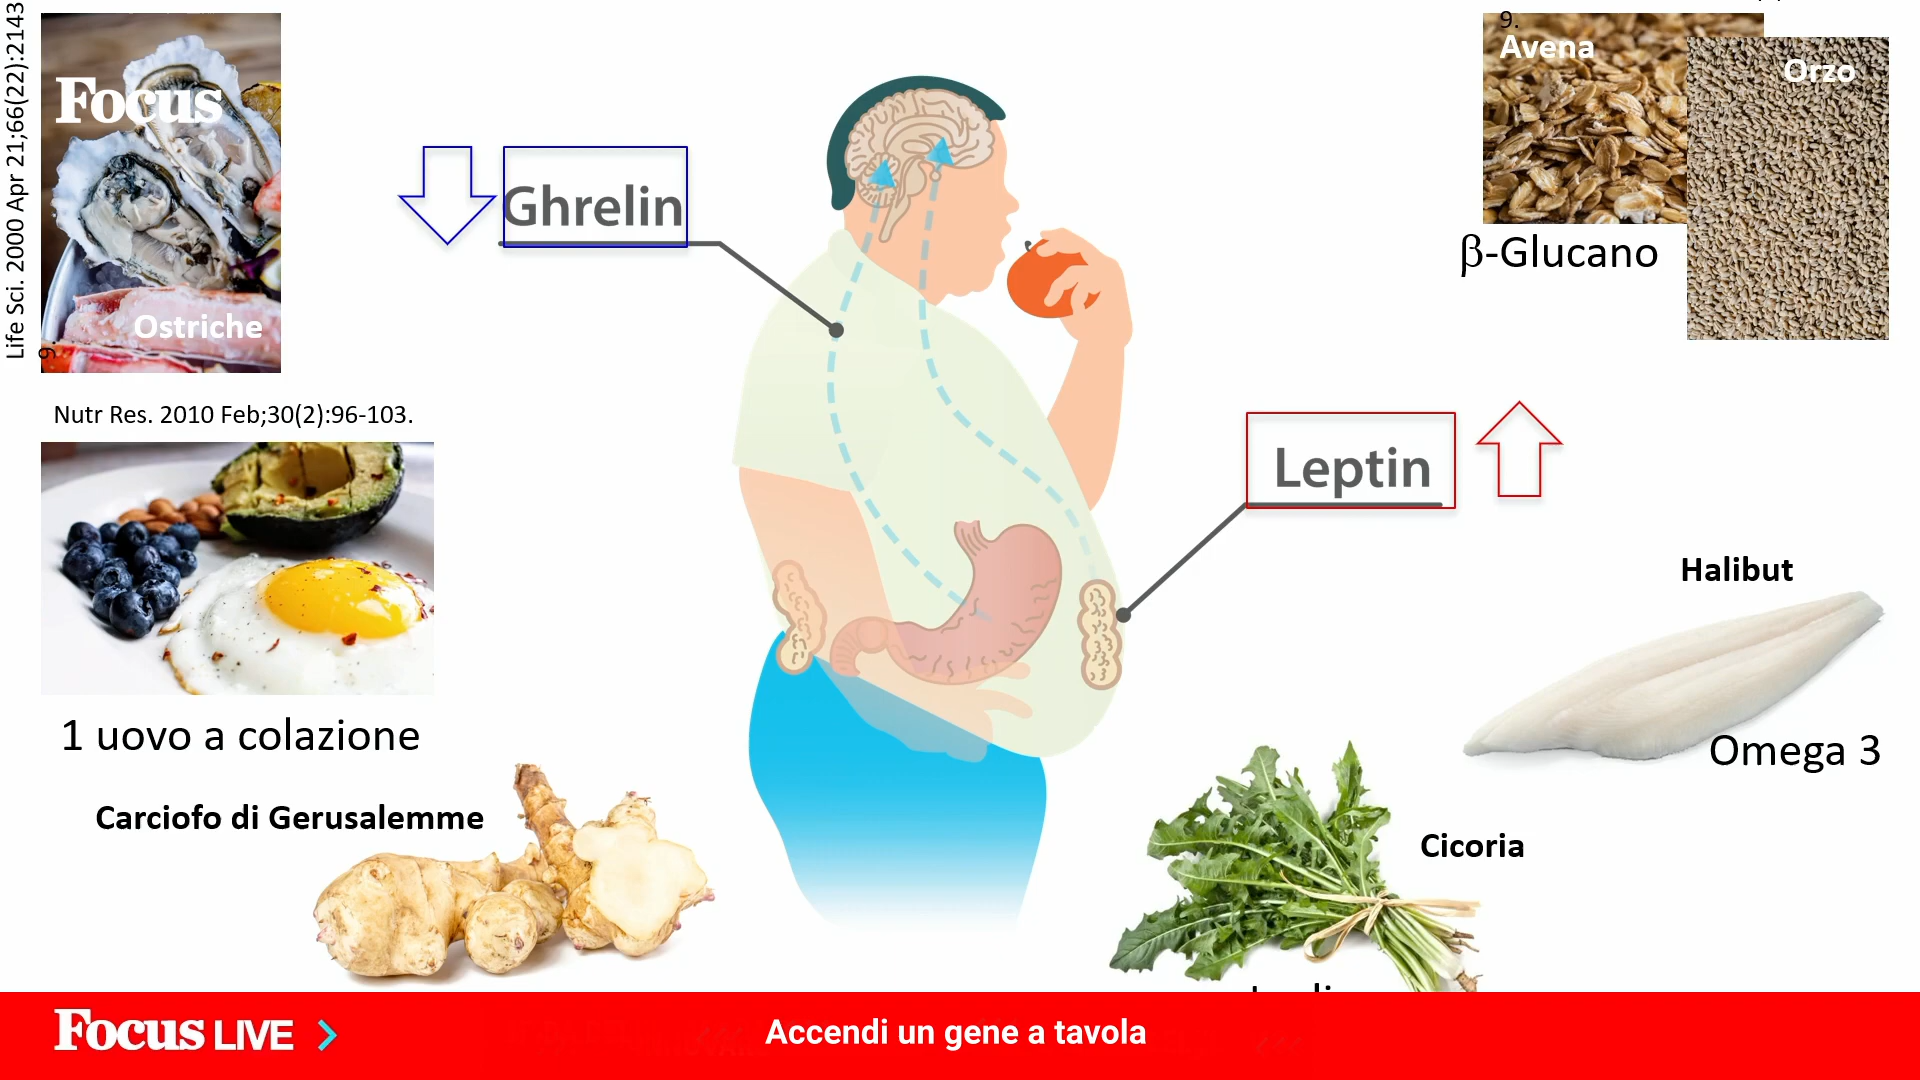 Life Sci. 2000 Apr 21;66(22):2143
9.
Focus
Ostriche
Ghrelin
9.
Avena
Orzo
β-Glucano
Nutr Res. 2010 Feb;30(2):96-103.
Leptin
Halibut
1 uovo a colazione
Omega 3
Carciofo di Gerusalemme
Cicoria
Focus LIVE
Accendi un gene a tavola